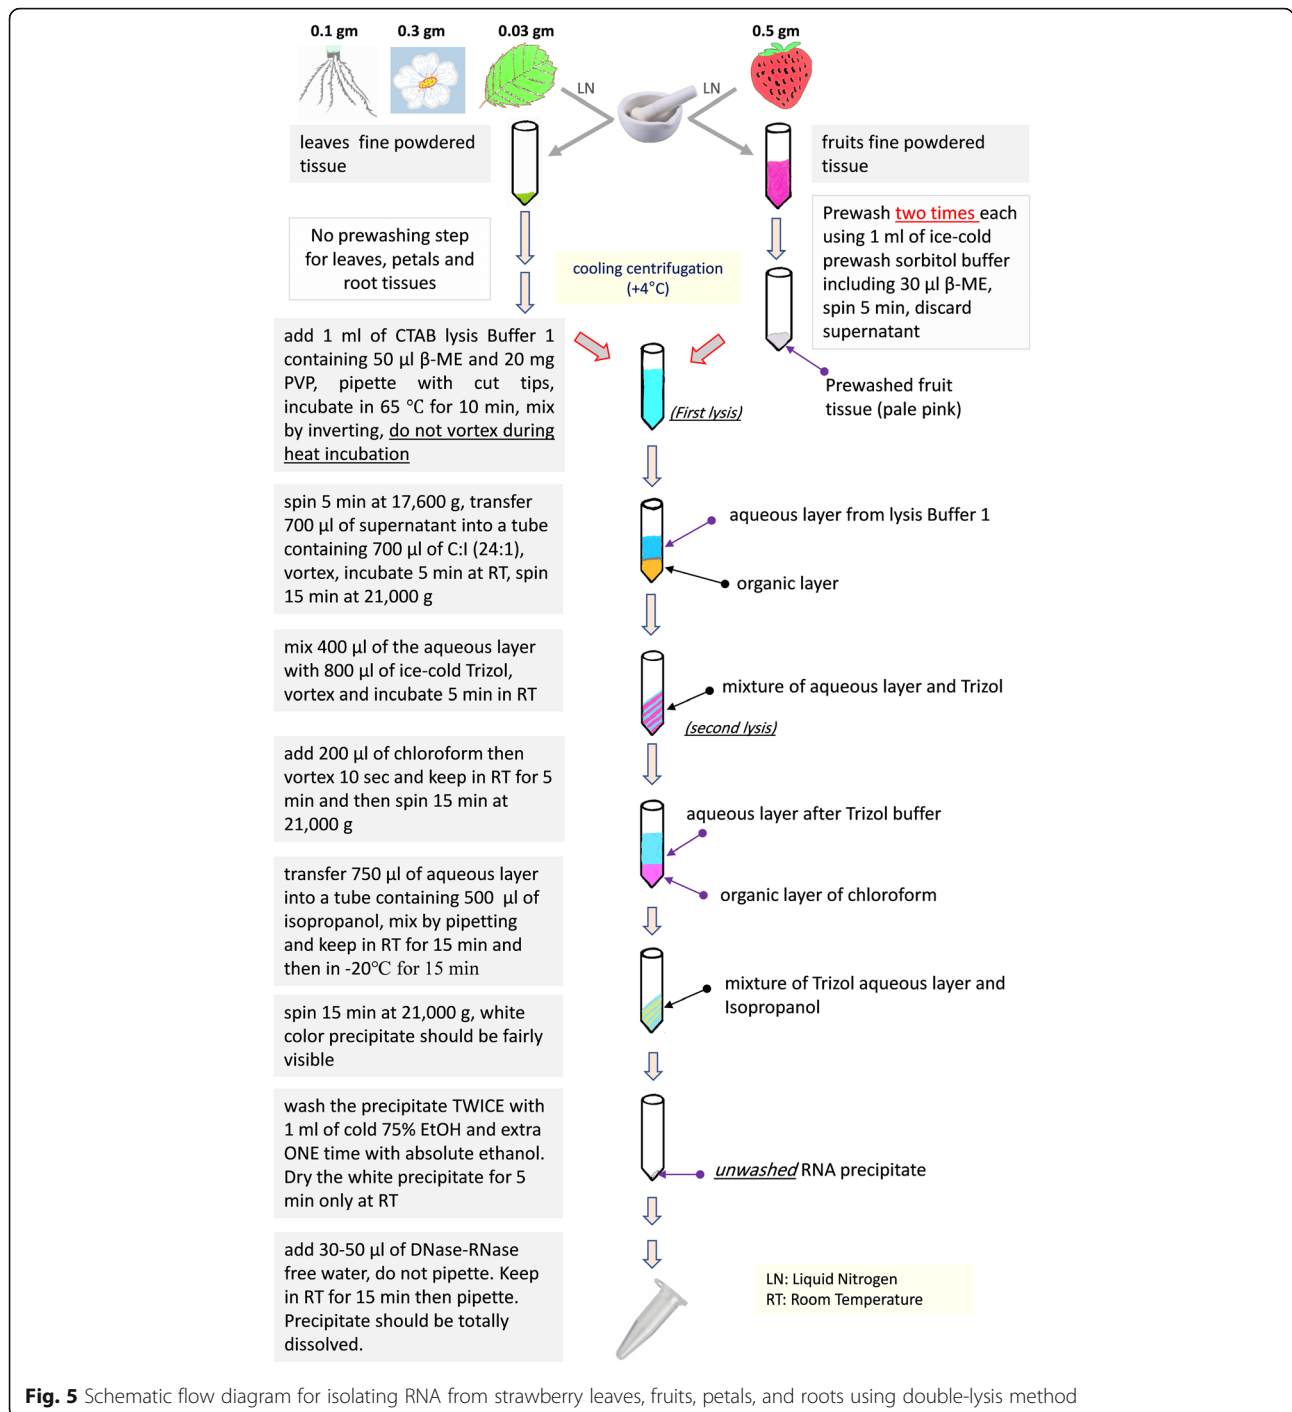 0.1 gm
0.3 gm
0.03 gm
0.5 gm
LN
LN
leaves fine powdered
tissue
fruits fine powdered
tissue
No prewashing step
for leaves, petals and
root tissues
cooling centrifugation
(+4°C)
Prewash two times each
using 1 ml of ice-cold
prewash sorbitol buffer
including 30 µl β-ME,
spin 5 min, discard
supernatant
Prewashed fruit
tissue (pale pink)
add 1 ml of CTAB lysis Buffer 1
containing 50 µl β-ME and 20 mg
PVP, pipette with cut tips,
incubate in 65 °C for 10 min, mix
by inverting, do not vortex during
heat incubation
(First lysis)
spin 5 min at 17,600 g, transfer
700 µl of supernatant into a tube
containing 700 µl of C:I (24:1),
vortex, incubate 5 min at RT, spin
15 min at 21,000 g
aqueous layer from lysis Buffer 1
organic layer
mix 400 µl of the aqueous layer
with 800 µl of ice-cold Trizol,
vortex and incubate 5 min in RT
mixture of aqueous layer and Trizol
(second lysis)
add 200 µl of chloroform then
vortex 10 sec and keep in RT for 5
min and then spin 15 min at
21,000 g
aqueous layer after Trizol buffer
organic layer of chloroform
transfer 750 µl of aqueous layer
into a tube containing 500 µl of
isopropanol, mix by pipetting
and keep in RT for 15 min and
then in -20°C for 15 min
mixture of Trizol aqueous layer and
Isopropanol
spin 15 min at 21,000 g, white
color precipitate should be fairly
visible
wash the precipitate TWICE with
1 ml of cold 75% EtOH and extra
ONE time with absolute ethanol.
Dry the white precipitate for 5
min only at RT
unwashed RNA precipitate
add 30-50 µl of DNase-RNase
free water, do not pipette. Keep
in RT for 15 min then pipette.
Precipitate should be totally
dissolved.
LN: Liquid Nitrogen
RT: Room Temperature
Fig. 5 Schematic flow diagram for isolating RNA from strawberry leaves, fruits, petals, and roots using double-lysis method